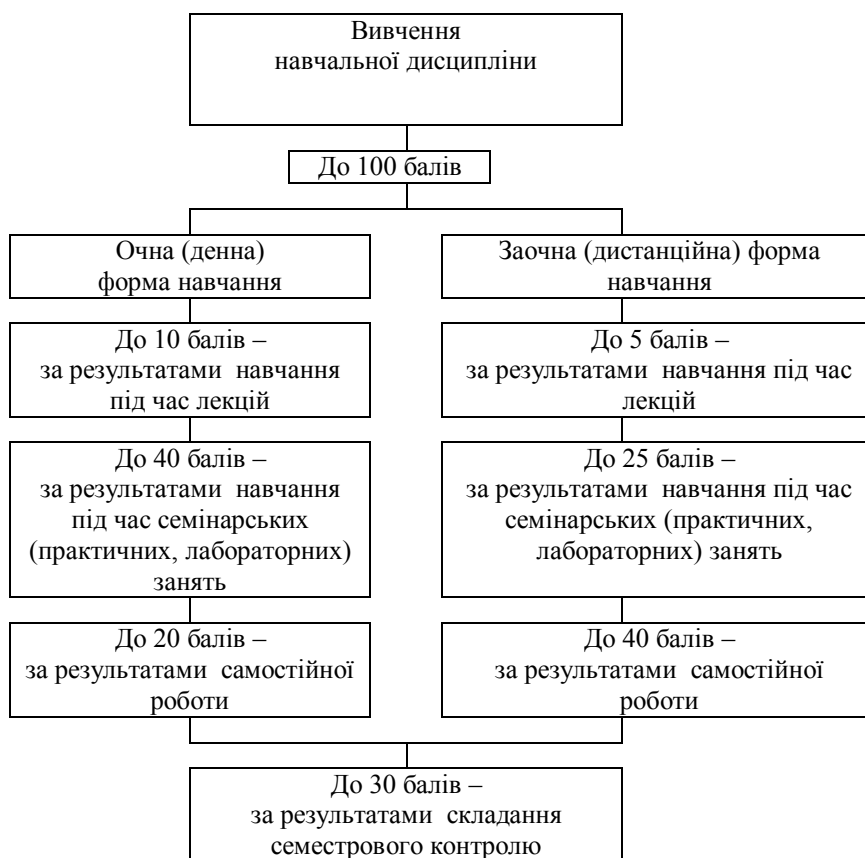 Вивчення
навчальної дисципліни
До 100 балів
Очна (денна)
форма навчання
До 10 балів –
за результатами навчання
під час лекцій
До 40 балів –
за результатами навчання
під час семінарських
(практичних, лабораторних)
занять
До 20 балів –
за результатами самостійної
роботи
Заочна (дистанційна) форма
навчання
До 5 балів –
за результатами навчання під час
лекцій
До 25 балів –
за результатами навчання під час
семінарських (практичних,
лабораторних) занять
До 40 балів –
за результатами самостійної
роботи
До 30 балів –
за результатами складання
семестрового контролю